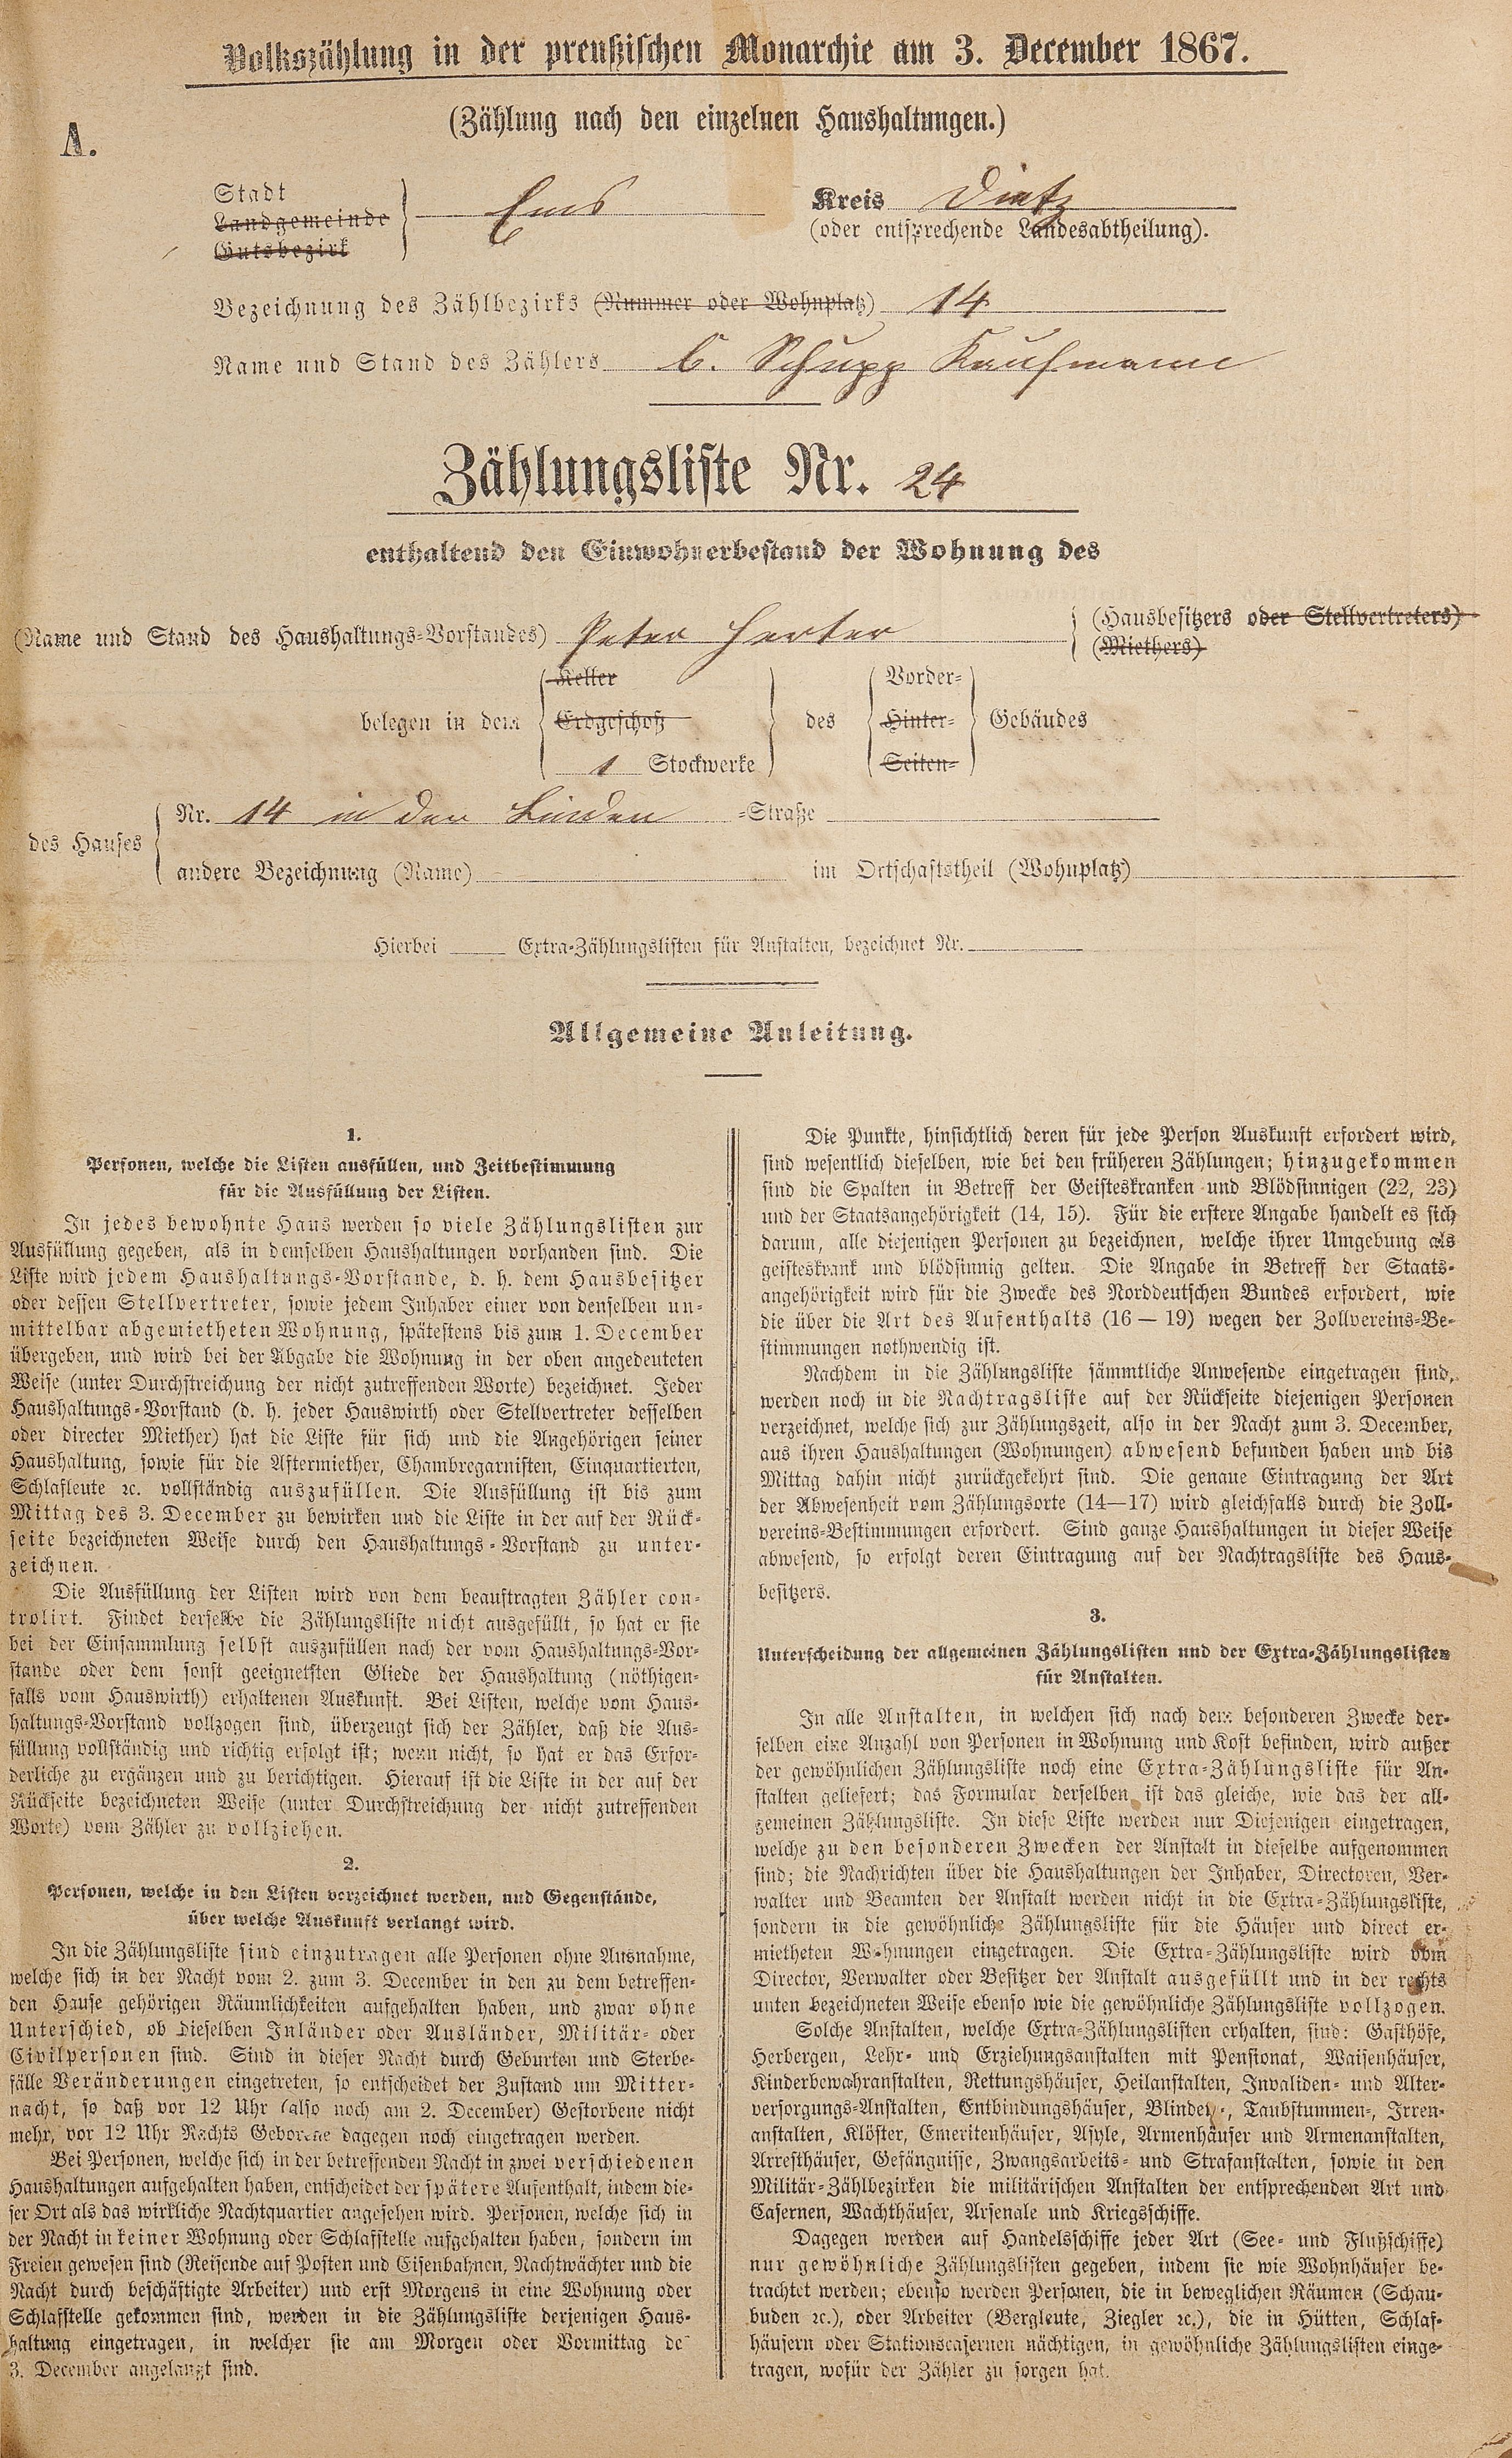 Volkszählung in der preußischen Monarchie am 3. December 1867.
(Zählung nach den einzelnen Haushaltungen.)
A.
Stadt
Landgemeinde
Gutsbezirk
Ems
Kreis Dietz
(oder entsprechende Landesabtheilung).
Bezeichnung des Zählbezirks (Nummer oder Wohnplatz) 14
Name und Stand des Zählers C. Schupp Kaufmann
Zählungsliste Nr. 24
enthaltend den Einwohnerbestand der Wohnung des
(Name und Stand des Haushaltungs-Vorstandes) Peter Herter
(Hausbesitzers oder Stellvertreters)
(Miethers)
belegen in dem
Keller
Erdgeschoß
1 Stockwerke
des
Vorder-
Hinter-
Seiten-
Gebäudes
des Hauses
Nr. 14 in den Linden -Straße
andere Bezeichnung (Name) im Ortschaftstheil (Wohnplatz)
Hierbei Extra-Zählungslisten für Anstalten, bezeichnet Nr.
Allgemeine Anleitung.
1.
Personen, welche die Listen ausfüllen, und Zeitbestimmung
für die Ausfüllung der Listen.
In jedes bewohnte Haus werden so viele Zählungslisten zur
Ausfüllung gegeben, als in demselben Haushaltungen vorhanden sind. Die
Liste wird jedem Haushaltungs-Vorstande, d. h. dem Hausbesitzer
oder dessen Stellvertreter, sowie jedem Inhaber einer von denselben un-
mittelbar abgemietheten Wohnung, spätestens bis zum 1. December
übergeben, und wird bei der Abgabe die Wohnung in der oben angedeuteten
Weise (unter Durchstreichung der nicht zutreffenden Worte) bezeichnet. Jeder
Haushaltungs-Vorstand (d. h. jeder Hauswirth oder Stellvertreter desselben
oder directer Miether) hat die Liste für sich und die Angehörigen seiner
Haushaltung, sowie für die Aftermiether, Chambregarnisten, Einquartierten,
Schlafleute ꝛc. vollständig auszufüllen. Die Ausfüllung ist bis zum
Mittag des 3. December zu bewirken und die Liste in der auf der Rück-
seite bezeichneten Weise durch den Haushaltungs-Vorstand zu unter-
zeichnen.
Die Ausfüllung der Listen wird von dem beauftragten Zähler con-
trolirt. Findet derselbe die Zählungsliste nicht ausgefüllt, so hat er sie
bei der Einsammlung selbst auszufüllen nach der vom Haushaltungs-Vor-
stande oder dem sonst geeignetsten Gliede der Haushaltung (nöthigen-
falls vom Hauswirth) erhaltenen Auskunft. Bei Listen, welche vom Haus-
haltungs-Vorstand vollzogen sind, überzeugt sich der Zähler, daß die Aus-
füllung vollständig und richtig erfolgt ist; wenn nicht, so hat er das Erfor-
derliche zu ergänzen und zu berichtigen. Hierauf ist die Liste in der auf der
Rückseite bezeichneten Weise (unter Durchstreichung der nicht zutreffenden
Worte) vom Zähler zu vollziehen.
2.
Personen, welche in den Listen verzeichnet werden, und Gegenstände,
über welche Auskunft verlangt wird.
In die Zählungsliste sind einzutragen alle Personen ohne Ausnahme,
welche sich in der Nacht vom 2. zum 3. December in den zu dem betreffen-
den Hause gehörigen Räumlichkeiten aufgehalten haben, und zwar ohne
Unterschied, ob dieselben Inländer oder Ausländer, Militär- oder
Civilpersonen sind. Sind in dieser Nacht durch Geburten und Sterbe-
fälle Veränderungen eingetreten, so entscheidet der Zustand um Mitter-
nacht, so daß vor 12 Uhr (also noch am 2. December) Gestorbene nicht
mehr, vor 12 Uhr Nachts Geborene dagegen noch eingetragen werden.
Bei Personen, welche sich in der betreffenden Nacht in zwei verschiedenen
Haushaltungen aufgehalten haben, entscheidet der spätere Aufenthalt, indem die-
ser Ort als das wirkliche Nachtquartier angesehen wird. Personen, welche sich in
der Nacht in keiner Wohnung oder Schlafstelle aufgehalten haben, sondern im
Freien gewesen sind (Reisende auf Posten und Eisenbahnen, Nachtwächter und die
Nacht durch beschäftigte Arbeiter) und erst Morgens in eine Wohnung oder
Schlafstelle gekommen sind, werden in die Zählungsliste derjenigen Haus-
haltung eingetragen, in welcher sie am Morgen oder Vormittag de
3. December angelangt sind.
Die Punkte, hinsichtlich deren für jede Person Auskunft erfordert wird,
sind wesentlich dieselben, wie bei den früheren Zählungen; hinzugekommen
sind die Spalten in Betreff der Geisteskranken und Blödsinnigen (22, 23)
und der Staatsangehörigkeit (14, 15). Für die erstere Angabe handelt es sich
darum, alle diejenigen Personen zu bezeichnen, welche ihrer Umgebung als
geisteskrank und blödsinnig gelten. Die Angabe in Betreff der Staats-
angehörigkeit wird für die Zwecke des Norddeutschen Bundes erfordert, wie
die über die Art des Aufenthalts (16 — 19) wegen der Zollvereins-Be-
stimmungen nothwendig ist.
Nachdem in die Zählungsliste sämmtliche Anwesende eingetragen sind,
werden noch in die Nachtragsliste auf der Rückseite diejenigen Personen
verzeichnet, welche sich zur Zählungszeit, also in der Nacht zum 3. December,
aus ihren Haushaltungen (Wohnungen) abwesend befunden haben und bis
Mittag dahin nicht zurückgekehrt sind. Die genaue Eintragung der Art
der Abwesenheit vom Zählungsorte (14—17) wird gleichfalls durch die Zoll-
vereins-Bestimmungen erfordert. Sind ganze Haushaltungen in dieser Weise
abwesend, so erfolgt deren Eintragung auf der Nachtragsliste des Haus-
besitzers.
3.
Unterscheidung der allgemeinen Zählungslisten und der Extra-Zählungslisten
für Anstalten.
In alle Anstalten, in welchen sich nach dem besonderen Zwecke der-
selben eine Anzahl von Personen in Wohnung und Kost befinden, wird außer
der gewöhnlichen Zählungsliste noch eine Extra-Zählungsliste für An-
stalten geliefert; das Formular derselben ist das gleiche, wie das der all-
gemeinen Zählungsliste. In diese Liste werden nur Diejenigen eingetragen,
welche zu den besonderen Zwecken der Anstalt in dieselbe aufgenommen
sind; die Nachrichten über die Haushaltungen der Inhaber, Directoren, Ver-
walter und Beamten der Anstalt werden nicht in die Extra-Zählungsliste,
sondern in die gewöhnliche Zählungsliste für die Häuser und direct er-
mietheten Wohnungen eingetragen. Die Extra-Zählungsliste wird vom
Director, Verwalter oder Besitzer der Anstalt ausgefüllt und in der rechts
unten bezeichneten Weise ebenso wie die gewöhnliche Zählungsliste vollzogen.
Solche Anstalten, welche Extra-Zählungslisten erhalten, sind: Gasthöfe,
Herbergen, Lehr- und Erziehungsanstalten mit Pensionat, Waisenhäuser,
Kinderbewahranstalten, Rettungshäuser, Heilanstalten, Invaliden- und Alter-
versorgungs-Anstalten, Entbindungshäuser, Blinden-, Taubstummen-, Irren-
anstalten, Klöster, Emeritenhäuser, Asyle, Armenhäuser und Armenanstalten,
Arresthäuser, Gefängnisse, Zwangsarbeits- und Strafanstalten, sowie in den
Militär-Zählbezirken die militärischen Anstalten der entsprechenden Art und
Casernen, Wachthäuser, Arsenale und Kriegsschiffe.
Dagegen werden auf Handelsschiffe jeder Art (See- und Flußschiffe)
nur gewöhnliche Zählungslisten gegeben, indem sie wie Wohnhäuser be-
trachtet werden; ebenso werden Personen, die in beweglichen Räumen (Schau-
buden ꝛc.), oder Arbeiter (Bergleute, Ziegler ꝛc.), die in Hütten, Schlaf-
häusern oder Stationscasernen nächtigen, in gewöhnliche Zählungslisten einge-
tragen, wofür der Zähler zu sorgen hat.